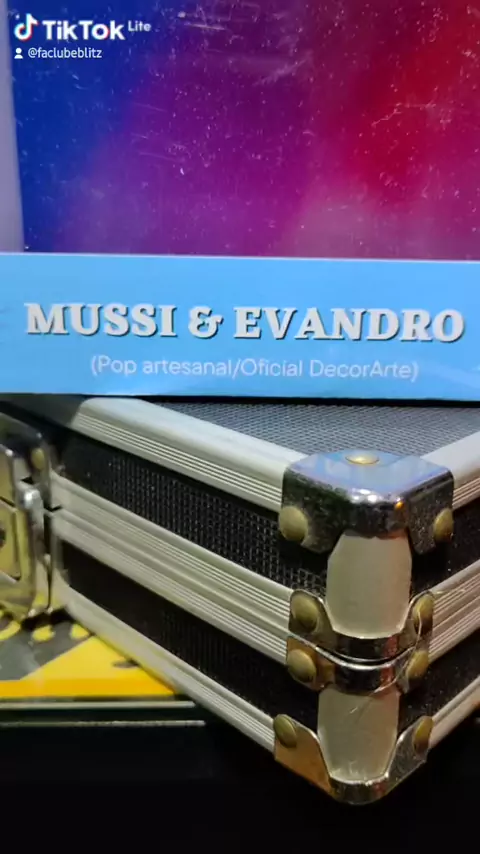 TikTok Lite
@faclubeblitz
MUSSI & EVANDRO
(Pop artesanal/Oficial DecorArte)